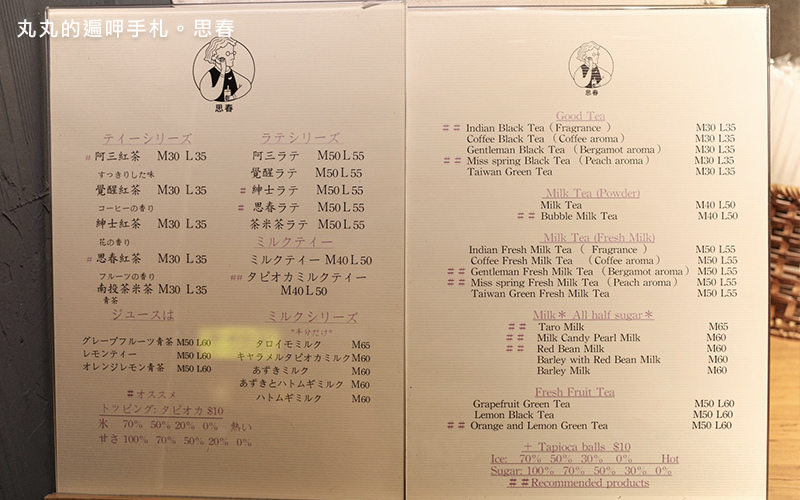 丸丸的遍呷手札。思春
思春
ティーシリーズ
# 阿三紅茶 M30 L35
すっきりした味
覺醒紅茶 M30 L35
コーヒーの香り
紳士紅茶 M30 L35
花の香り
# 思春紅茶 M30 L35
フルーツの香り
南投茶米茶 M30 L35
青茶
ジュースは
グレープフルーツ青茶 M50 L60
レモンティー M50 L60
オレンジレモン青茶 M50 L60
ラテシリーズ
阿三ラテ M50 L55
覺醒ラテ M50 L55
# 紳士ラテ M50 L55
# 思春ラテ M50 L55
茶米茶ラテ M50 L55
ミルクティー
ミルクティー M40 L50
## タピオカミルクティー
M40 L50
ミルクシリーズ
"半分だけ"
タロイモミルク M65
キャラメルタピオカミルク M60
あずきミルク M60
あずきとハトムギミルク M60
ハトムギミルク M60
#オススメ
トッピング: タピオカ $10
氷 70% 50% 20% 0% 熱い
甘さ 100% 70% 50% 20% 0%
思春
Good Tea
## Indian Black Tea ( Fragrance ) M30 L35
Coffee Black Tea ( Coffee aroma) M30 L35
Gentleman Black Tea ( Bergamot aroma) M30 L35
## Miss spring Black Tea ( Peach aroma) M30 L35
Taiwan Green Tea M30 L35
Milk Tea (Powder)
Milk Tea M40 L50
## Bubble Milk Tea M40 L50
Milk Tea (Fresh Milk)
Indian Fresh Milk Tea ( Fragrance ) M50 L55
Coffee Fresh Milk Tea ( Coffee aroma) M50 L55
## Gentleman Fresh Milk Tea ( Bergamot aroma) M50 L55
## Miss spring Fresh Milk Tea ( Peach aroma) M50 L55
Taiwan Green Fresh Milk Tea M50 L55
Milk* All half sugar*
## Taro Milk M65
## Milk Candy Pearl Milk M60
## Red Bean Milk M60
Barley with Red Bean Milk M60
Barley Milk M60
Fresh Fruit Tea
Grapefruit Green Tea M50 L60
Lemon Black Tea M50 L60
## Orange and Lemon Green Tea M50 L60
+ Tapioca balls $10
Ice: 70% 50% 30% 0% Hot
Sugar: 100% 70% 50% 30% 0%
##Recommended products